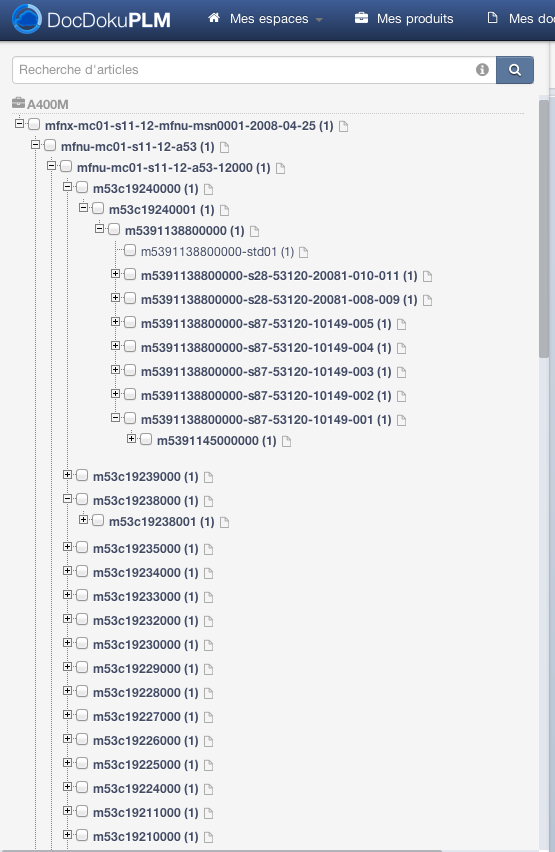 DocDokuPLM Mes espaces Mes produits Mes do
Recherche d'articles
A400M
mfnx-mc01-s11-12-mfnu-msn0001-2008-04-25 (1)
mfnu-mc01-s11-12-a53 (1)
mfnu-mc01-s11-12-a53-12000 (1)
m53c19240000 (1)
m53c19240001 (1)
m5391138800000 (1)
m5391138800000-std01 (1)
m5391138800000-s28-53120-20081-010-011 (1)
m5391138800000-s28-53120-20081-008-009 (1)
m5391138800000-s87-53120-10149-005 (1)
m5391138800000-s87-53120-10149-004 (1)
m5391138800000-s87-53120-10149-003 (1)
m5391138800000-s87-53120-10149-002 (1)
m5391138800000-s87-53120-10149-001 (1)
m5391145000000 (1)
m53c19239000 (1)
m53c19238000 (1)
m53c19238001 (1)
m53c19235000 (1)
m53c19234000 (1)
m53c19233000 (1)
m53c19232000 (1)
m53c19230000 (1)
m53c19229000 (1)
m53c19228000 (1)
m53c19227000 (1)
m53c19226000 (1)
m53c19225000 (1)
m53c19224000 (1)
m53c19211000 (1)
m53c19210000 (1)